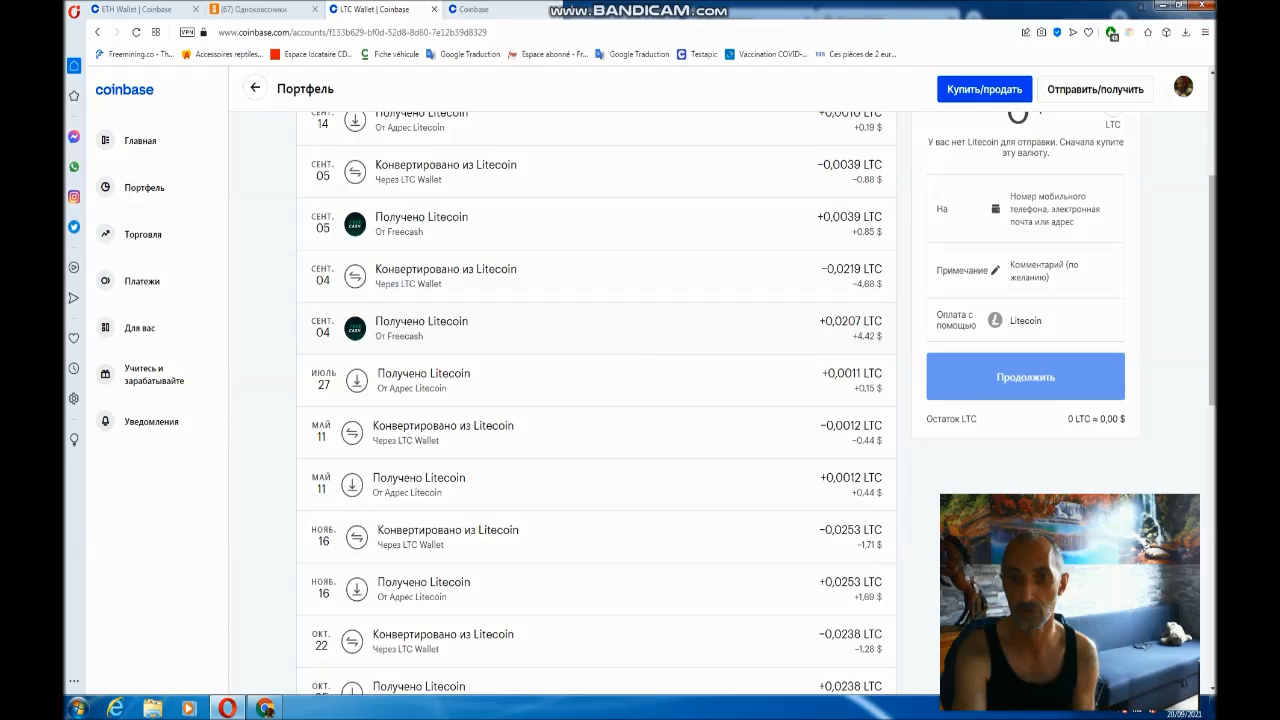 ETH Wallet | Coinbase
(67) Одноклассники
LTC Wallet | Coinbase
Coinbase
www.BANDICAM.com
VPN
www.coinbase.com/accounts/f133b629-bf0d-52d8-8d60-7e12b39d8329
Freemining.co - Th...
Accessoires reptiles...
Espace locataire CD...
Fiche véhicule
Google Traduction
Espace abonné - Fr...
Google Traduction
Testapic
Vaccination COVID-...
Ces pièces de 2 eur...
coinbase
Портфель
Купить/продать
Отправить/получить
Главная
Портфель
Торговля
Платежи
Для вас
Учитесь и
зарабатывайте
Уведомления
СЕНТ.
14
Получено Litecoin
От Адрес Litecoin
+0,0010 LTC
+0,19 $
СЕНТ.
05
Конвертировано из Litecoin
Через LTC Wallet
−0,0039 LTC
−0,88 $
СЕНТ.
05
Получено Litecoin
От Freecash
+0,0039 LTC
+0,85 $
СЕНТ.
04
Конвертировано из Litecoin
Через LTC Wallet
−0,0219 LTC
−4,68 $
СЕНТ.
04
Получено Litecoin
От Freecash
+0,0207 LTC
+4,42 $
ИЮЛЬ
27
Получено Litecoin
От Адрес Litecoin
+0,0011 LTC
+0,15 $
МАЙ
11
Конвертировано из Litecoin
Через LTC Wallet
−0,0012 LTC
−0,44 $
МАЙ
11
Получено Litecoin
От Адрес Litecoin
+0,0012 LTC
+0,44 $
НОЯБ.
16
Конвертировано из Litecoin
Через LTC Wallet
−0,0253 LTC
−1,71 $
НОЯБ.
16
Получено Litecoin
От Адрес Litecoin
+0,0253 LTC
+1,69 $
ОКТ.
22
Конвертировано из Litecoin
Через LTC Wallet
−0,0238 LTC
−1,28 $
ОКТ.
Получено Litecoin
+0,0238 LTC
LTC
У вас нет Litecoin для отправки. Сначала купите
эту валюту.
На
Номер мобильного
телефона, электронная
почта или адрес
Примечание
Комментарий (по
желанию)
Оплата с
помощью
Litecoin
Продолжить
Остаток LTC
0 LTC ≈ 0,00 $
20/09/2021